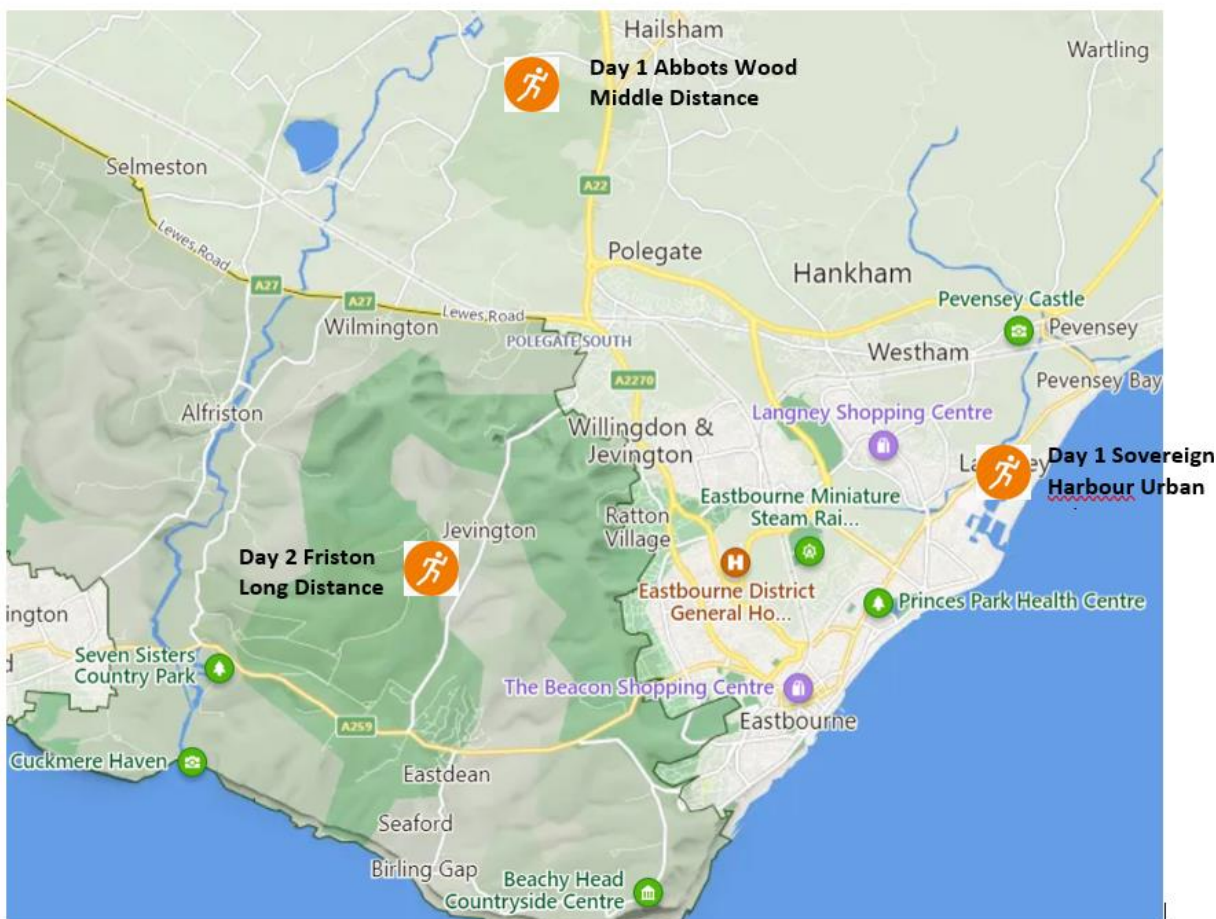 Hailsham
Wartling
Day 1 Abbots Wood
Middle Distance
Selmeston
A22
Lewes Road
Polegate
Hankham
A27
A27
Pevensey Castle
Wilmington
Lewes Road
POLEGATE SOUTH
Pevensey
Westham
A2270
Pevensey Bay
Alfriston
Willingdon &
Jevington
Langney Shopping Centre
Day 1 Sovereign
Harbour Urban
Eastbourne Miniature
Steam Rai...
Ratton
Village
Jevington
Day 2 Friston
Long Distance
H
Eastbourne District
General Ho...
Princes Park Health Centre
ington
d
Seven Sisters
Country Park
The Beacon Shopping Centre
A259
Eastbourne
Cuckmere Haven
Eastdean
Seaford
Birling Gap
Beachy Head
Countryside Centre